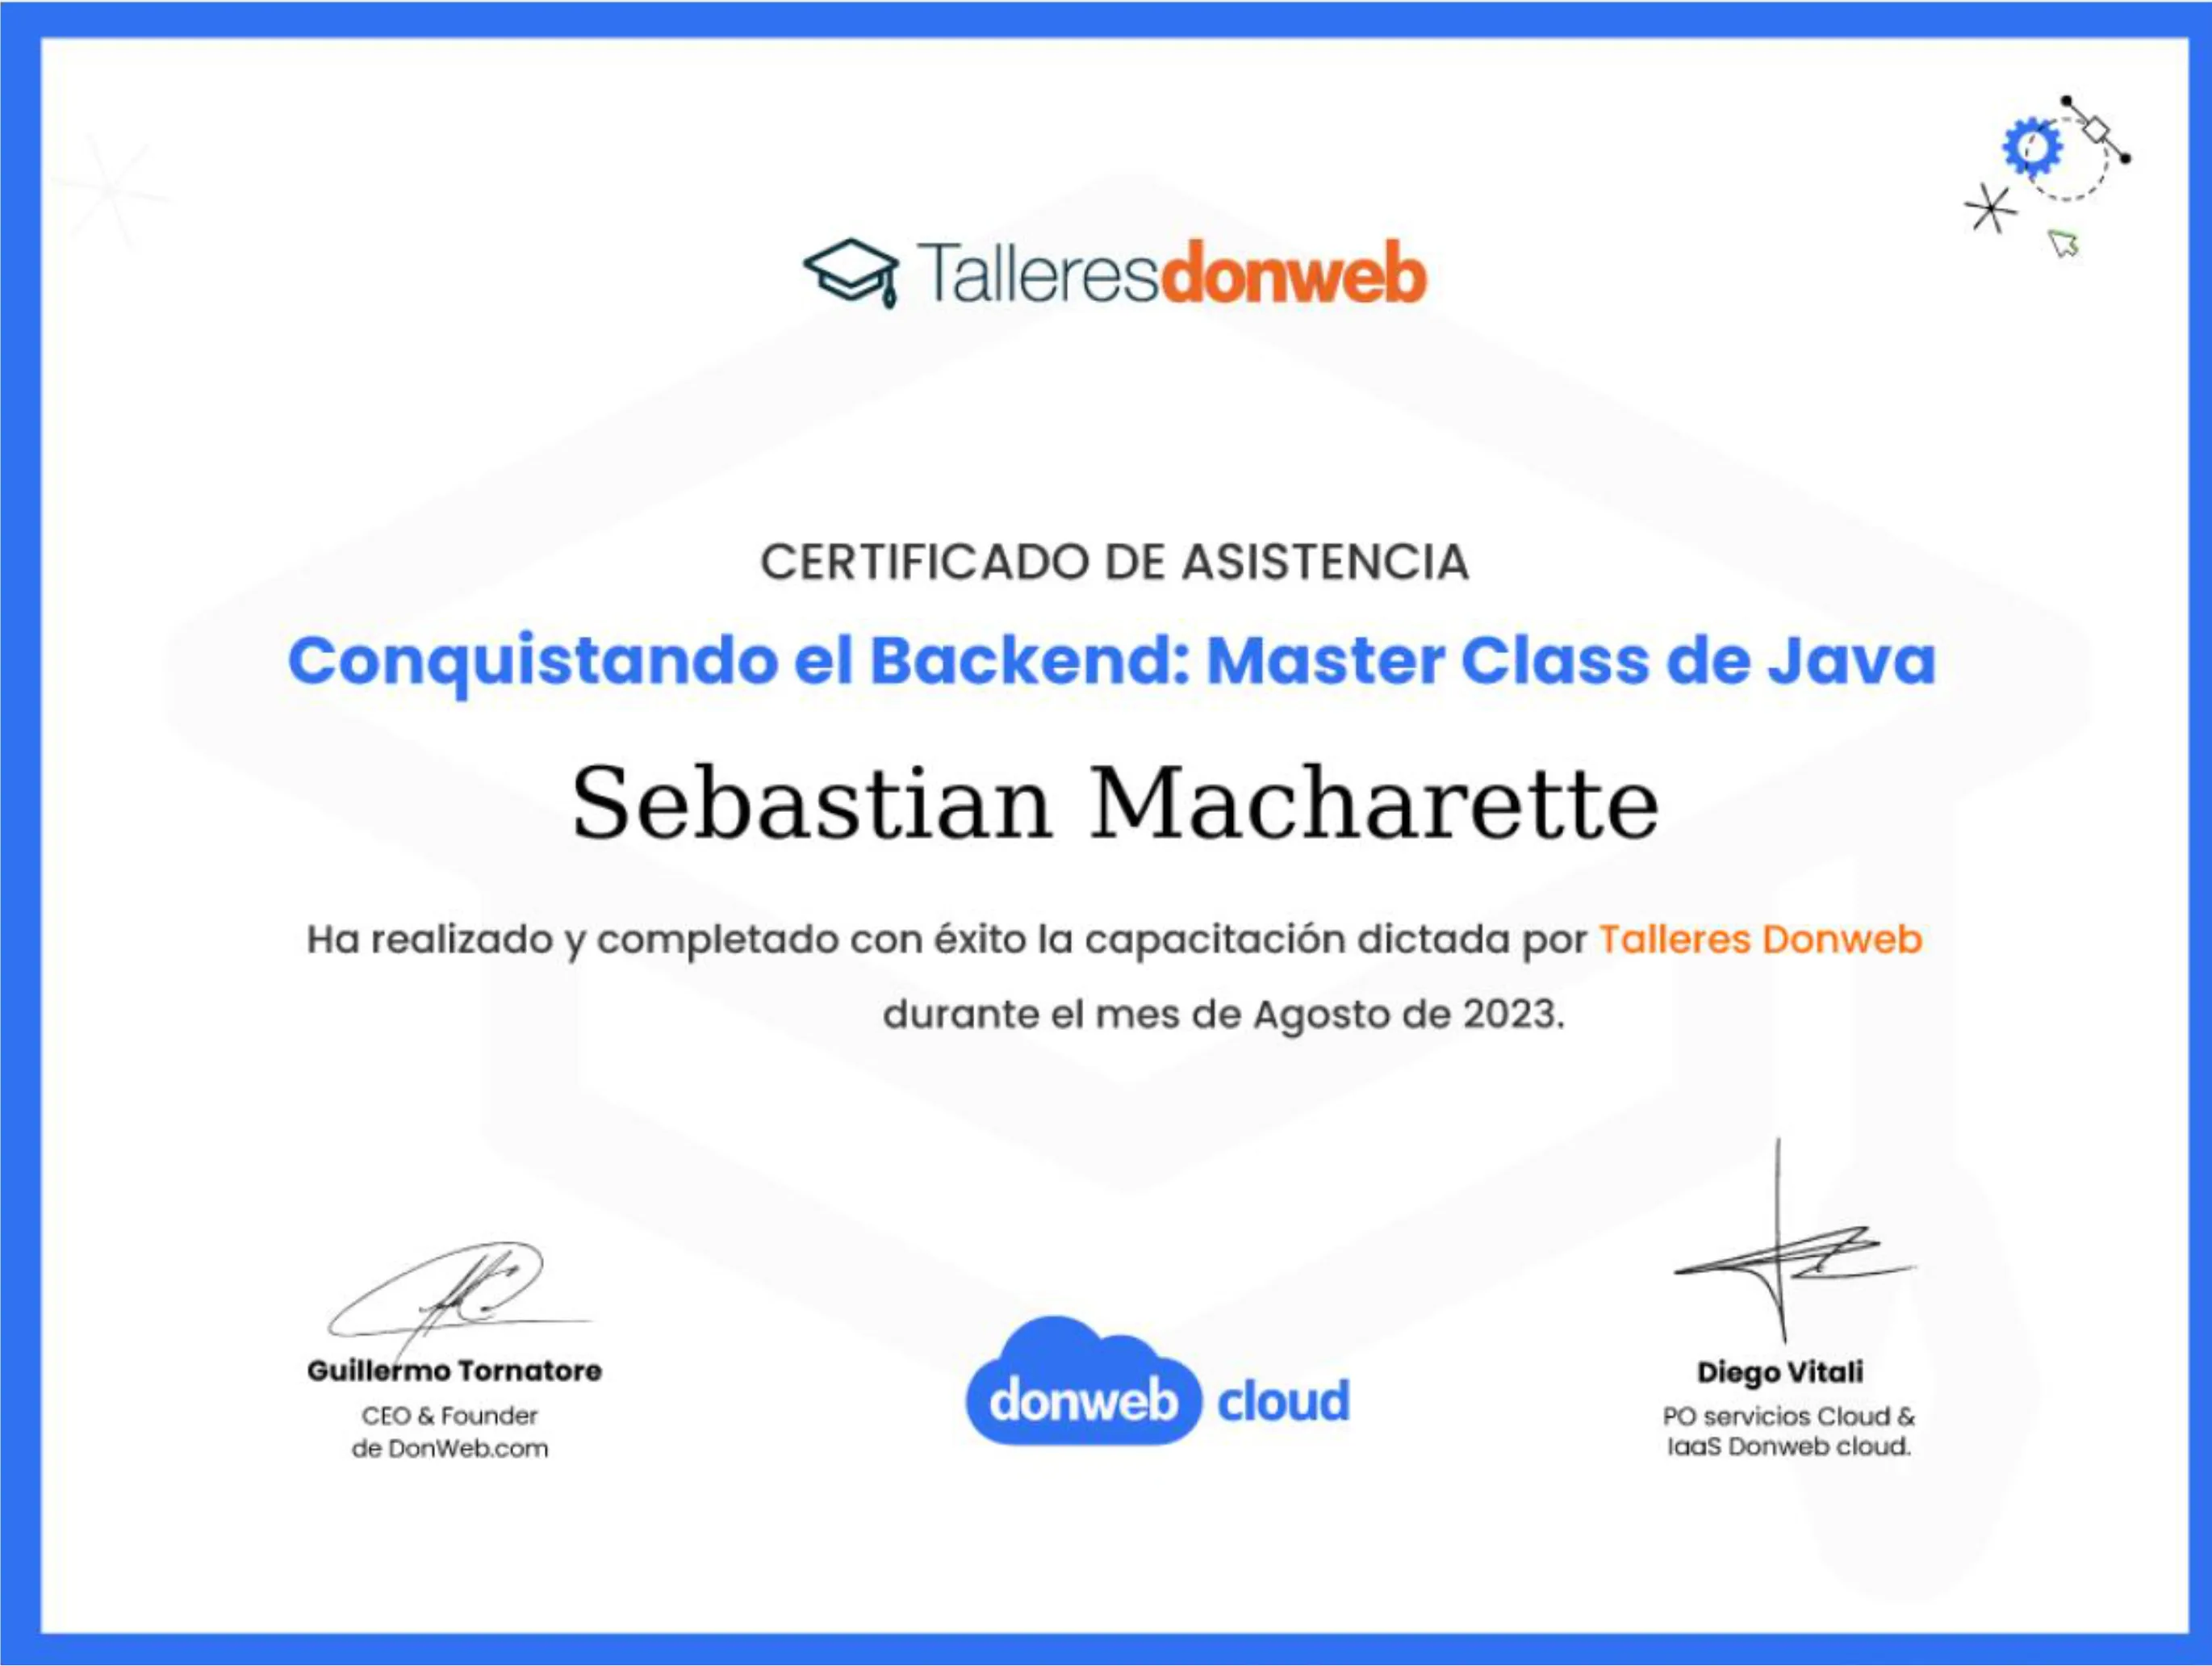 Talleresdonweb
CERTIFICADO DE ASISTENCIA
Conquistando el Backend: Master Class de Java
Sebastian Macharette
Ha realizado y completado con éxito la capacitación dictada por Talleres Donweb
durante el mes de Agosto de 2023.
Guillermo Tornatore
CEO & Founder
de DonWeb.com
donweb cloud
Diego Vitali
PO servicios Cloud &
IaaS Donweb cloud.